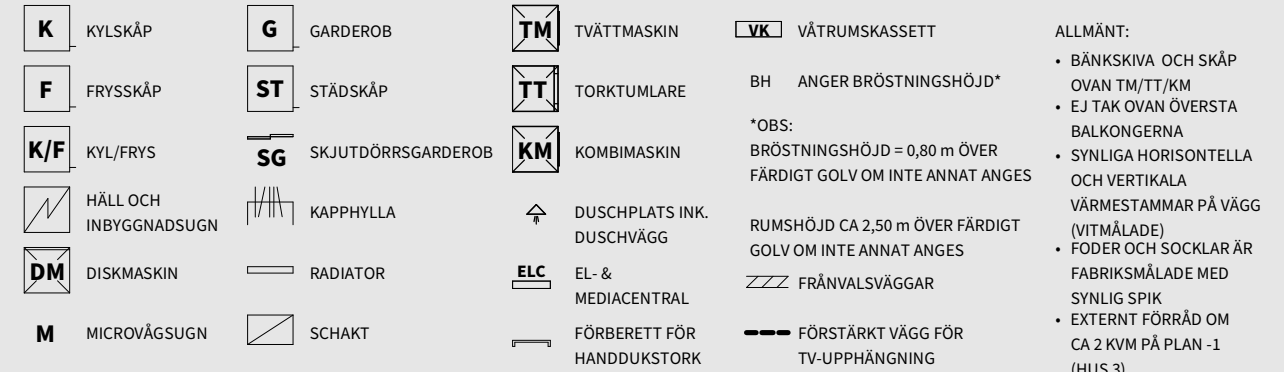 K KYLSKÅP
F FRYSSKÅP
K/F KYL/FRYS
HÄLL OCH
INBYGGNADSUGN
DM DISKMASKIN
M MICROVÅGSUGN
G GARDEROB
ST STÄDSKÅP
SG SKJUTDÖRRSGARDEROB
KAPPHYLLA
RADIATOR
SCHAKT
TM TVÄTTMASKIN
TT TORKTUMLARE
KM KOMBIMASKIN
DUSCHPLATS INK.
DUSCHVÄGG
ELC EL- &
MEDIACENTRAL
FÖRBERETT FÖR
HANDDUKSTORK
VK VÅTRUMSKASSETT
BH ANGER BRÖSTNINGSHÖJD*
*OBS:
BRÖSTNINGSHÖJD = 0,80 m ÖVER
FÄRDIGT GOLV OM INTE ANNAT ANGES
RUMSHÖJD CA 2,50 m ÖVER FÄRDIGT
GOLV OM INTE ANNAT ANGES
FRÅNVALSVÄGGAR
FÖRSTÄRKT VÄGG FÖR
TV-UPPHÄNGNING
ALLMÄNT:
• BÄNKSKIVA OCH SKÅP
OVAN TM/TT/KM
• EJ TAK OVAN ÖVERSTA
BALKONGERNA
• SYNLIGA HORISONTELLA
OCH VERTIKALA
VÄRMESTAMMAR PÅ VÄGG
(VITMÅLADE)
• FODER OCH SOCKLAR ÄR
FABRIKSMÅLADE MED
SYNLIG SPIK
• EXTERNT FÖRRÅD OM
CA 2 KVM PÅ PLAN -1
(HUS 3)